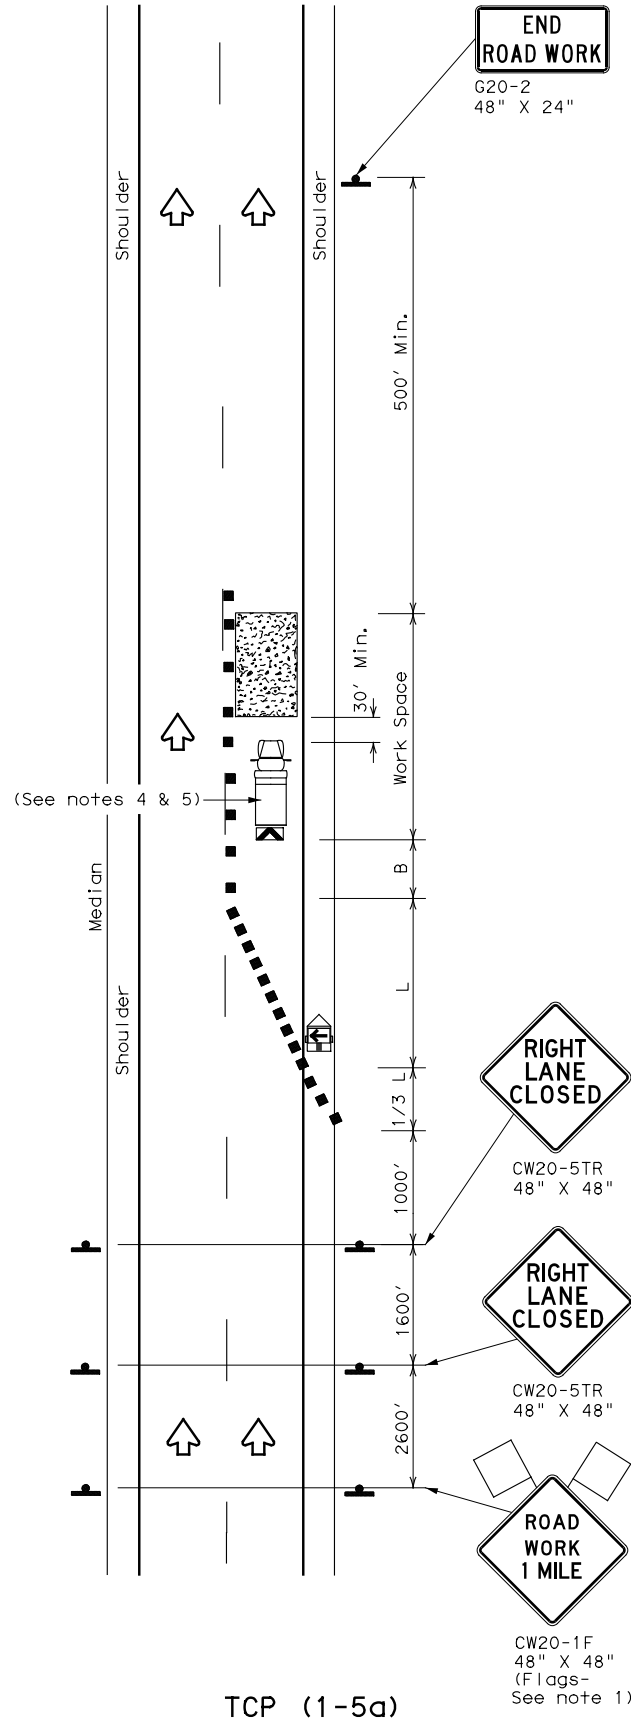 END
ROAD WORK
G20-2
48" X 24"
Shoulder
Shoulder
500' Min.
30' Min.
Work Space
(See notes 4 & 5)
B
Median
L
Shoulder
RIGHT
LANE
CLOSED
1/3 L
CW20-5TR
48" X 48"
1000'
RIGHT
LANE
CLOSED
1600'
CW20-5TR
48" X 48"
2600'
ROAD
WORK
1 MILE
CW20-1F
48" X 48"
(Flags-
See note 1)
TCP (1-5a)